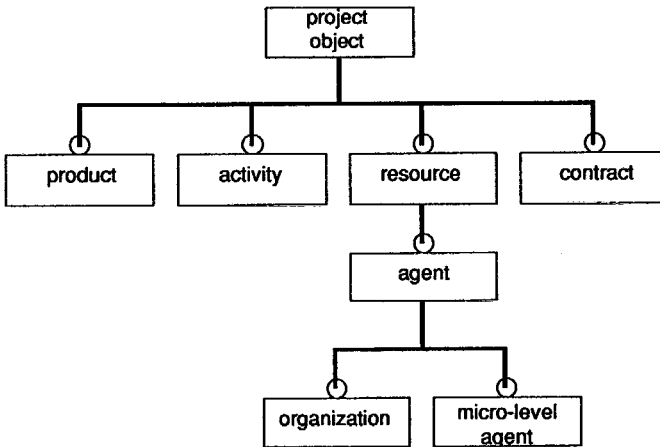 project
object
product
activity
resource
contract
agent
organization
micro-level
agent